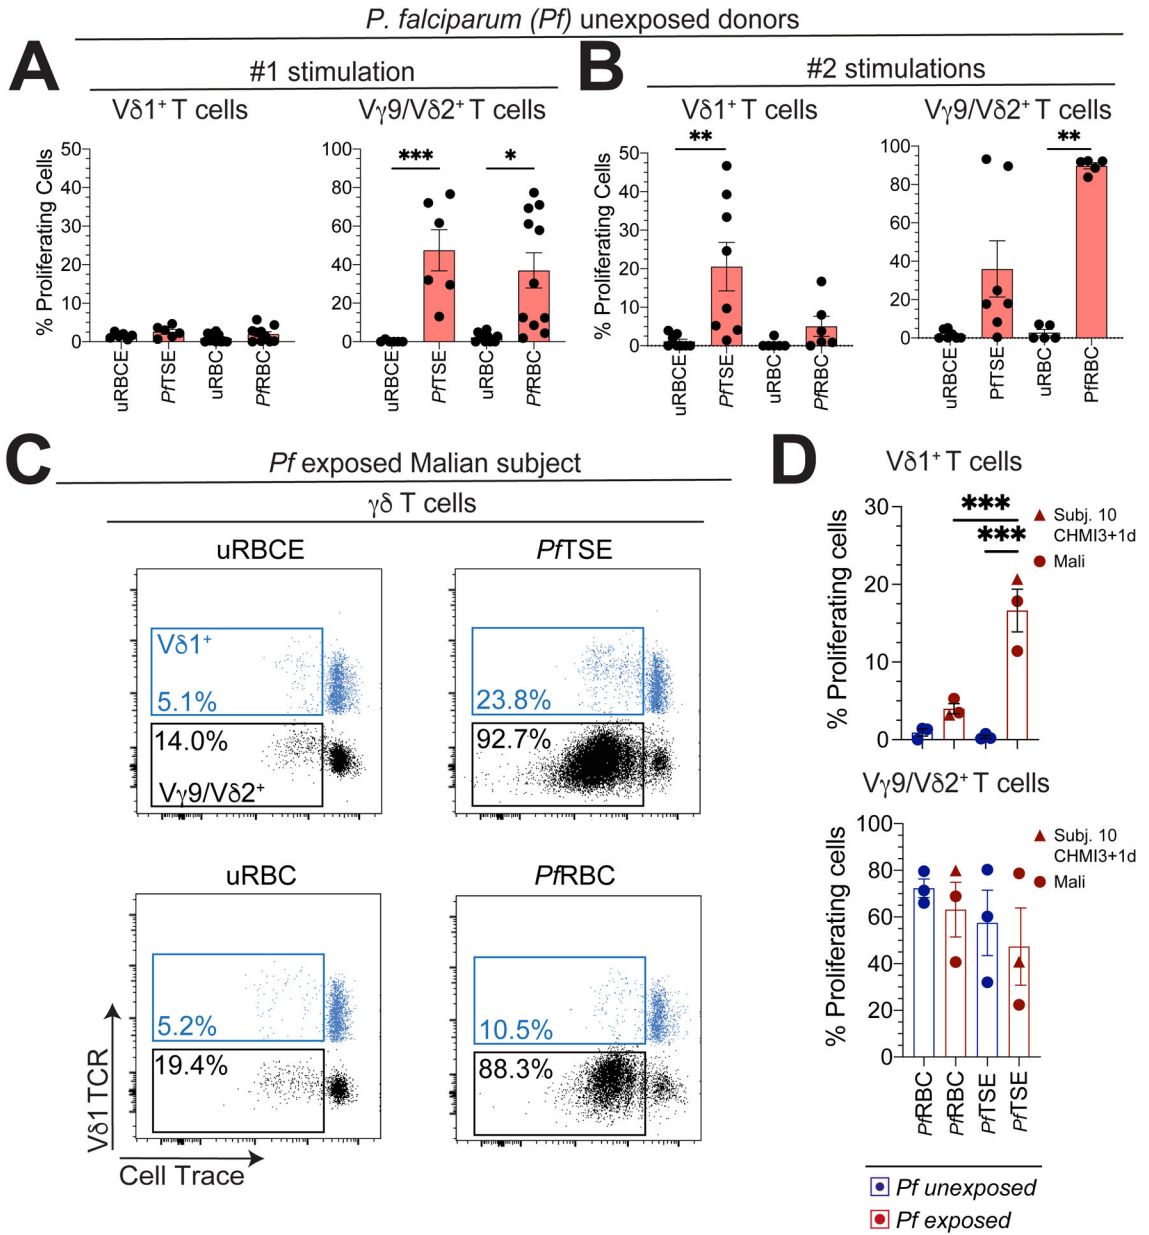 P. falciparum (Pf) unexposed donors
A
#1 stimulation
Vδ1+ T cells
Vγ9/Vδ2+ T cells
% Proliferating Cells
50
40
30
20
10
0
uRBCE
PfTSE
uRBC
PfRBC
100
80
60
40
20
0
***
*
uRBCE
PfTSE
uRBC
PfRBC
B
#2 stimulations
Vδ1+ T cells
Vγ9/Vδ2+ T cells
% Proliferating Cells
50
40
30
20
10
0
**
uRBCE
PfTSE
uRBC
PfRBC
100
80
60
40
20
0
**
uRBCE
PfTSE
uRBC
PfRBC
C
Pf exposed Malian subject
γδ T cells
uRBCE
PfTSE
Vδ1+
5.1%
14.0%
Vγ9/Vδ2+
23.8%
92.7%
uRBC
PfRBC
5.2%
19.4%
10.5%
88.3%
Vδ1 TCR
Cell Trace
D
Vδ1+ T cells
% Proliferating cells
30
20
10
0
***
***
Subj. 10
CHMI3+1d
Mali
Vγ9/Vδ2+ T cells
% Proliferating cells
100
80
60
40
20
0
Subj. 10
CHMI3+1d
Mali
PfRBC
PfRBC
PfTSE
PfTSE
Pf unexposed
Pf exposed